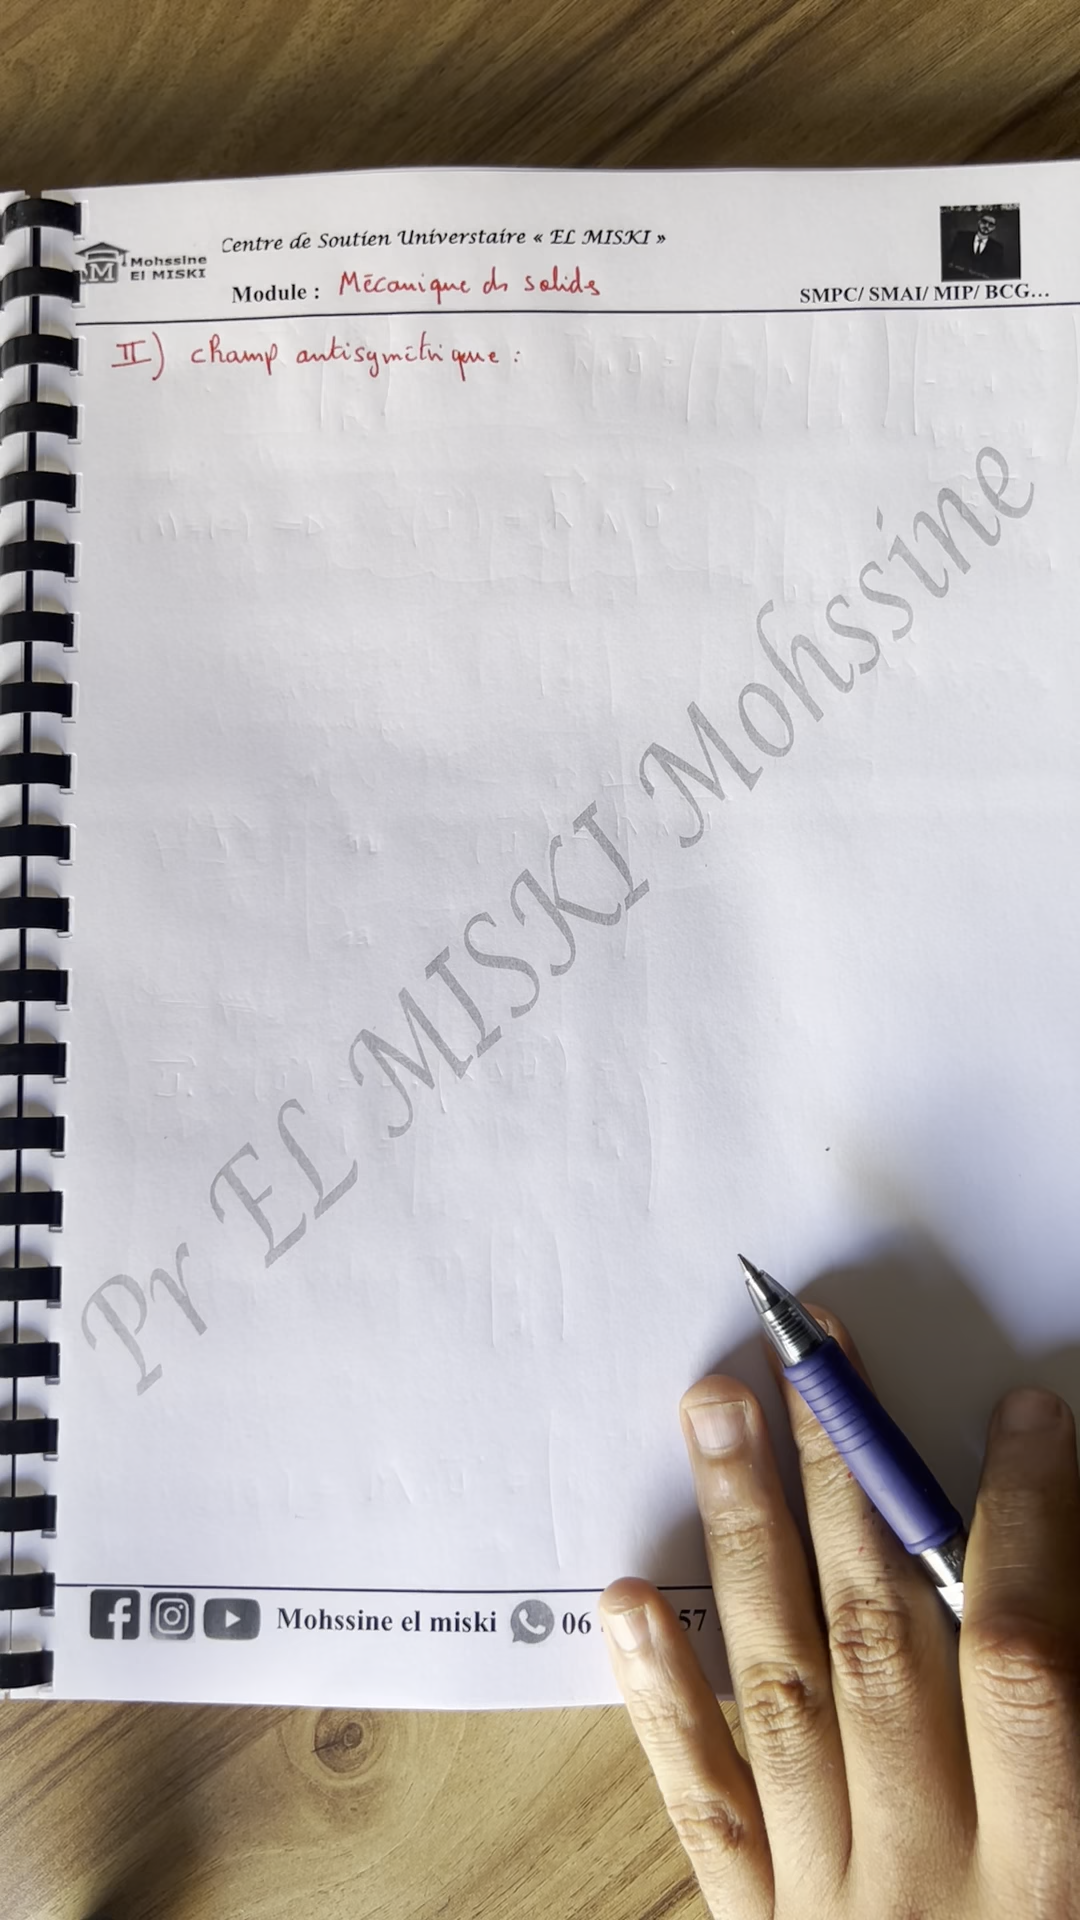 Centre de Soutien Universtaire « EL MISKI »
Mohssine
El MISKI
M
Module : Mécanique ds solids
SMPC/ SMAI/ MIP/ BCG…
II) champ antisymétrique :
Pr EL MISKI Mohssine
Mohssine el miski 06 57